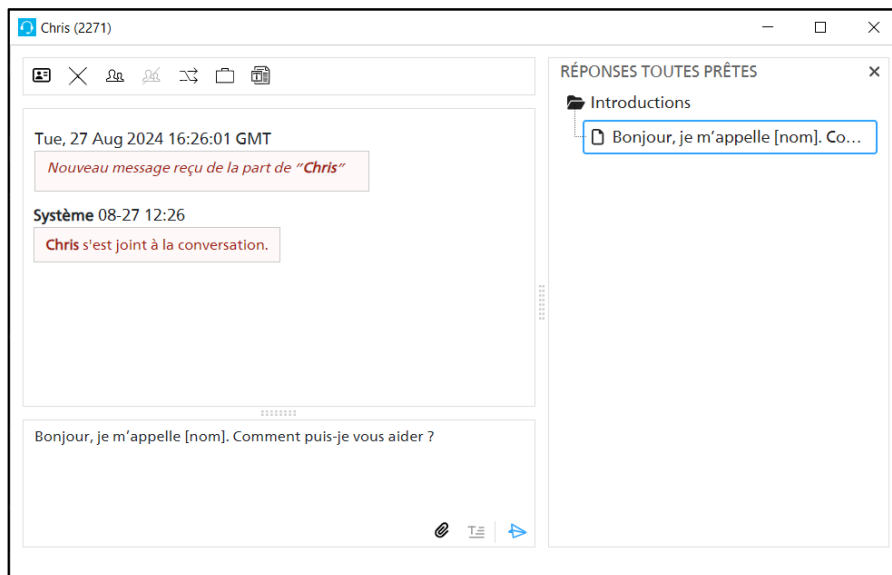 Chris (2271)
RÉPONSES TOUTES PRÊTES
Introductions
Bonjour, je m’appelle [nom]. Co...
Tue, 27 Aug 2024 16:26:01 GMT
Nouveau message reçu de la part de "Chris"
Système 08-27 12:26
Chris s'est joint à la conversation.
Bonjour, je m’appelle [nom]. Comment puis-je vous aider ?